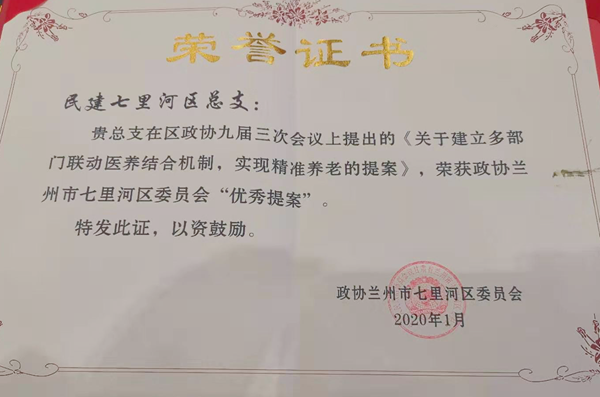 荣誉证书
民建七里河区总支：
贵总支在区政协九届三次会议上提出的《关于建立多部
门联动医养结合机制，实现精准养老的提案》，荣获政协兰
州市七里河区委员会“优秀提案”。
特发此证，以资鼓励。
政协兰州市七里河区委员会
2020年1月